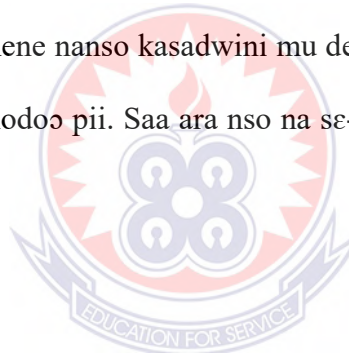 ene nanso kasadwini mu de
odoɔ pii. Saa ara nso na sɛ-
EDUCATION FOR SERVICE